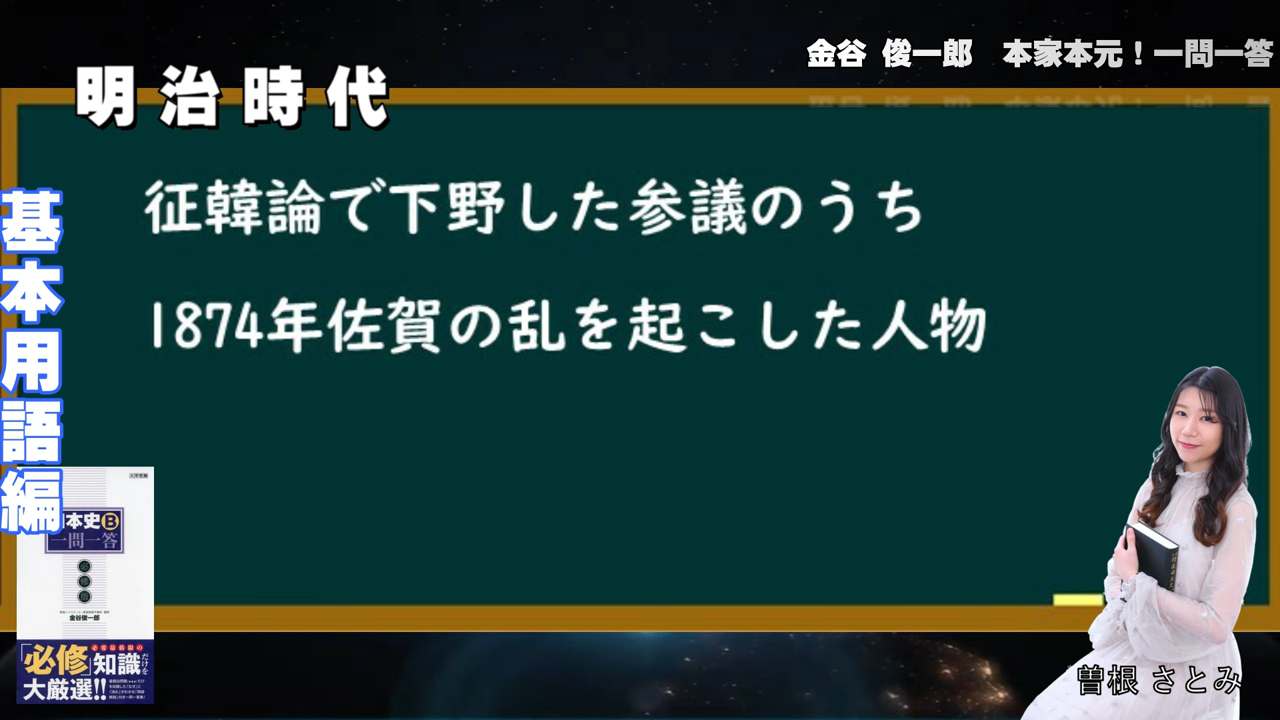 金谷 俊一郎 本家本元!一問一答
明治時代
征韓論で下野した参議のうち
1874年佐賀の乱を起こした人物
基本用語編
本史B
一問一答
金谷俊一郎
「必修」知識だけを
大厳選!!
曽根 さとみ